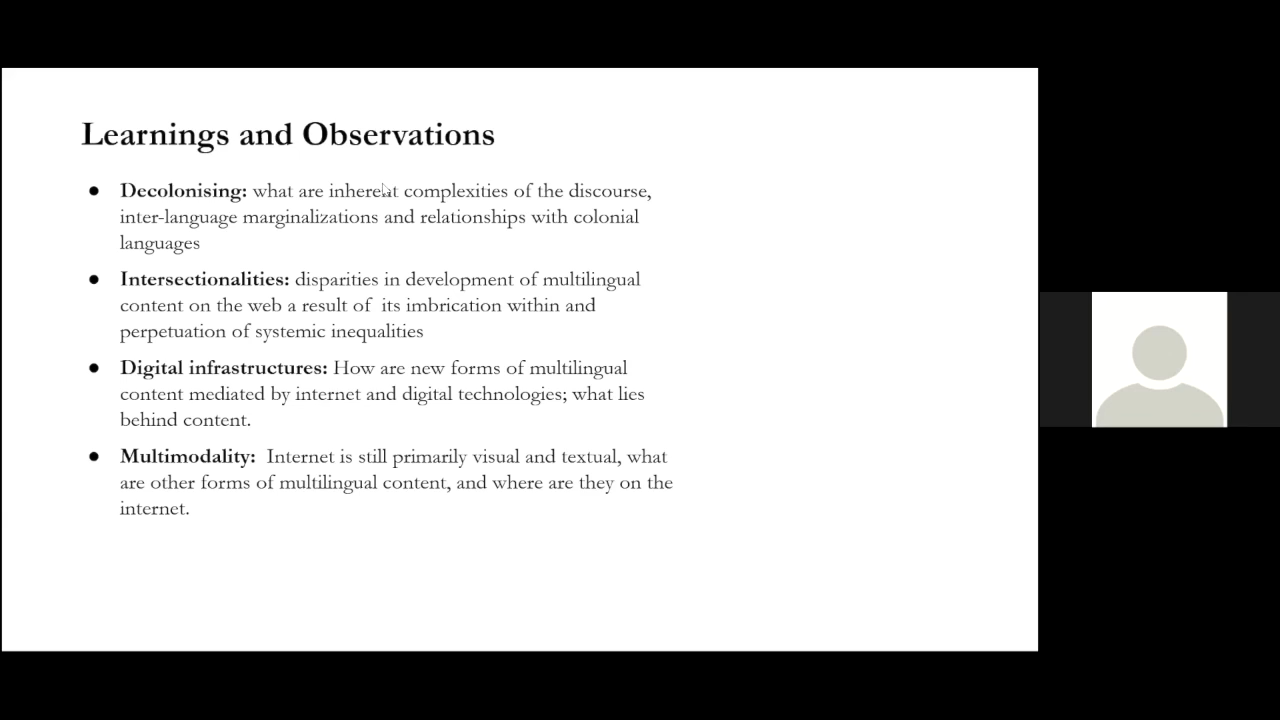 Learnings and Observations
● Decolonising: what are inherent complexities of the discourse,
inter-language marginalizations and relationships with colonial
languages
● Intersectionalities: disparities in development of multilingual
content on the web a result of  its imbrication within and
perpetuation of systemic inequalities
● Digital infrastructures: How are new forms of multilingual
content mediated by internet and digital technologies; what lies
behind content.
● Multimodality:  Internet is still primarily visual and textual, what
are other forms of multilingual content, and where are they on the
internet.